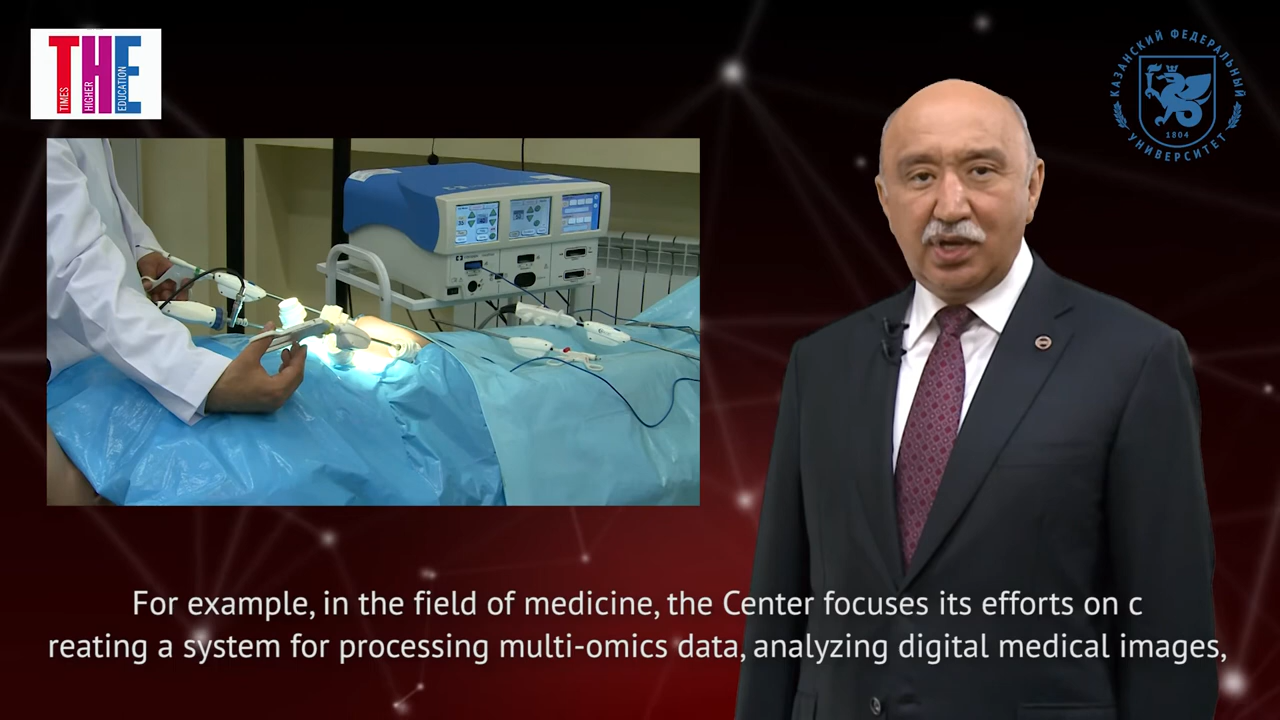 THE
TIMES
HIGHER
EDUCATION
КАЗАНСКИЙ ФЕДЕРАЛЬНЫЙ
УНИВЕРСИТЕТ
1804
For example, in the field of medicine, the Center focuses its efforts on c
reating a system for processing multi-omics data, analyzing digital medical images,